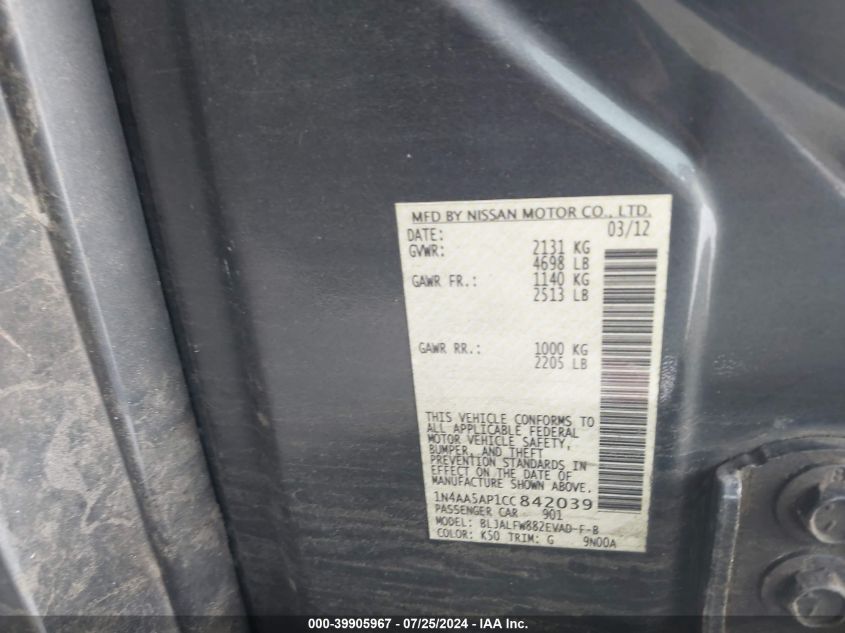 MFD BY NISSAN MOTOR CO., LTD.
DATE: 03/12
GVWR: 2131 KG
4698 LB
GAWR FR.: 1140 KG
2513 LB
GAWR RR.: 1000 KG
2205 LB
THIS VEHICLE CONFORMS TO
ALL APPLICABLE FEDERAL
MOTOR VEHICLE SAFETY,
BUMPER, AND THEFT
PREVENTION STANDARDS IN
EFFECT ON THE DATE OF
MANUFACTURE SHOWN ABOVE.
1N4AA5AP1CC842039
PASSENGER CAR 901
MODEL: BLJALFW882EVAD-F-B
COLOR: K50 TRIM: G 9N00A
000-39905967 - 07/25/2024 - IAA Inc.